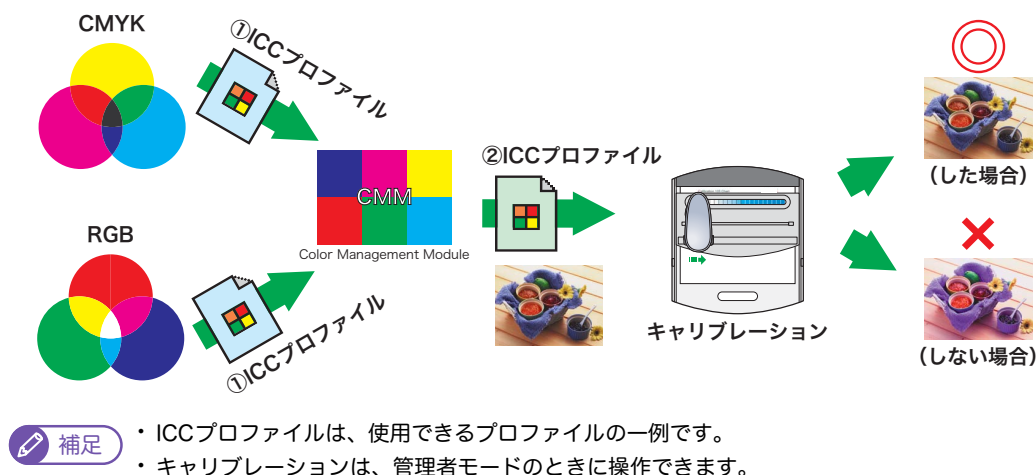 CMYK
①ICCプロファイル
②ICCプロファイル
(した場合)
CMM
Color Management Module
RGB
①ICCプロファイル
キャリブレーション
(しない場合)
補足
・ ICCプロファイルは、使用できるプロファイルの一例です。
・ キャリブレーションは、管理者モードのときに操作できます。